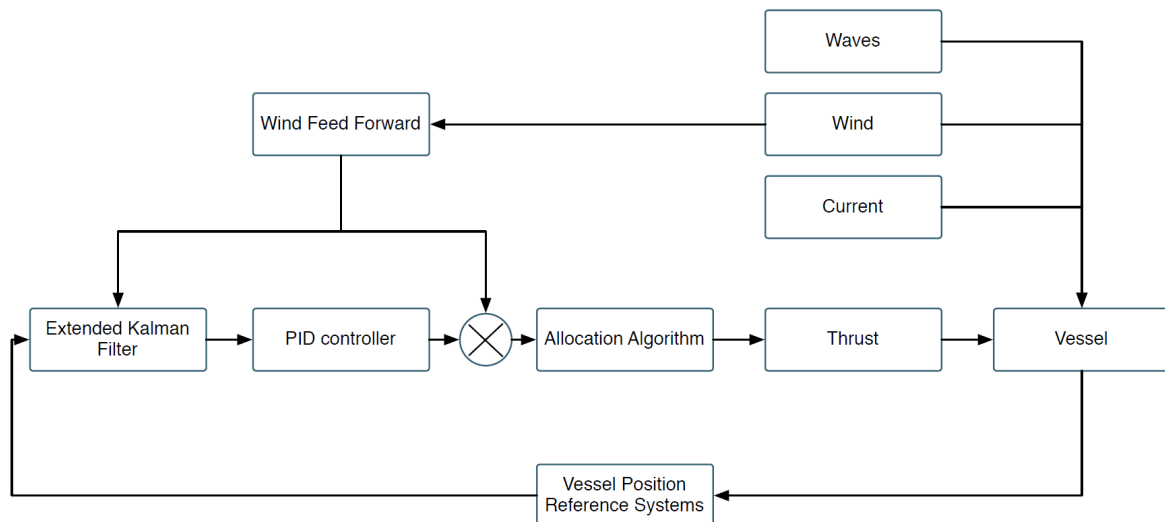 Waves
Wind Feed Forward
Wind
Current
Extended Kalman
Filter
PID controller
Allocation Algorithm
Thrust
Vessel
Vessel Position
Reference Systems